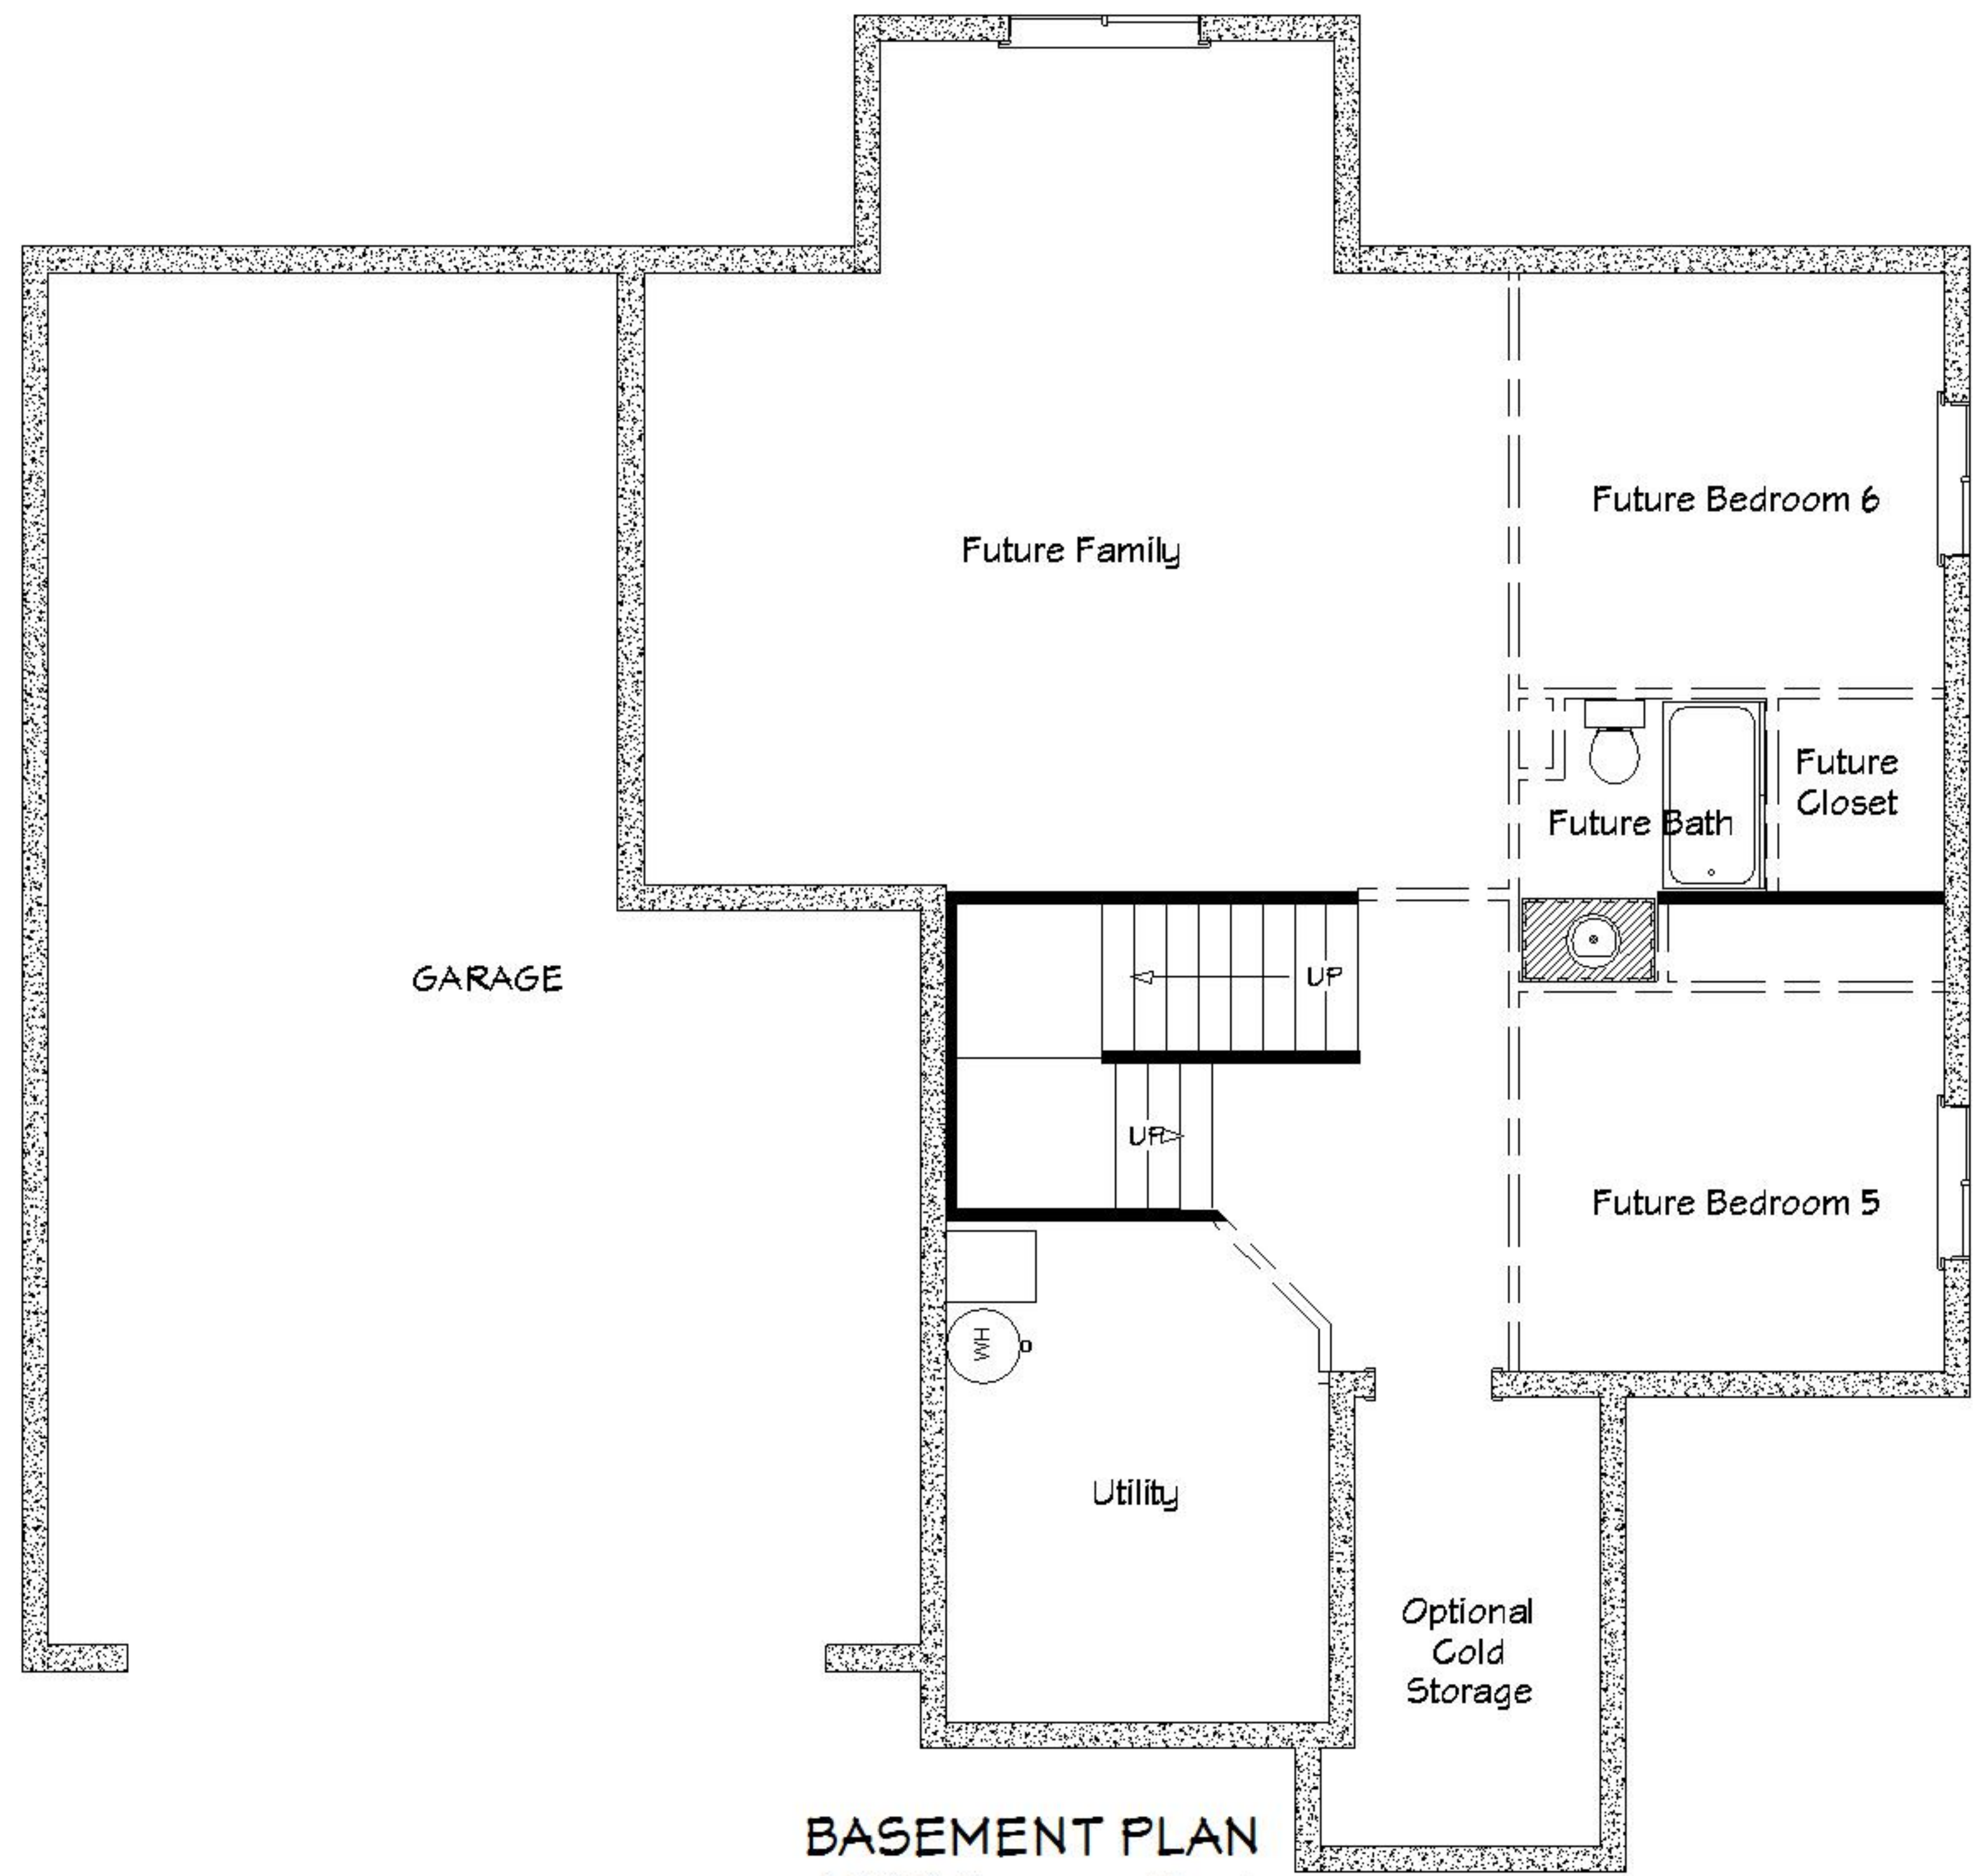 Future Bedroom 6
Future Family
Future
Closet
Future Bath
GARAGE
UP
UP
Future Bedroom 5
WH
Utility
Optional
Cold
Storage
BASEMENT PLAN